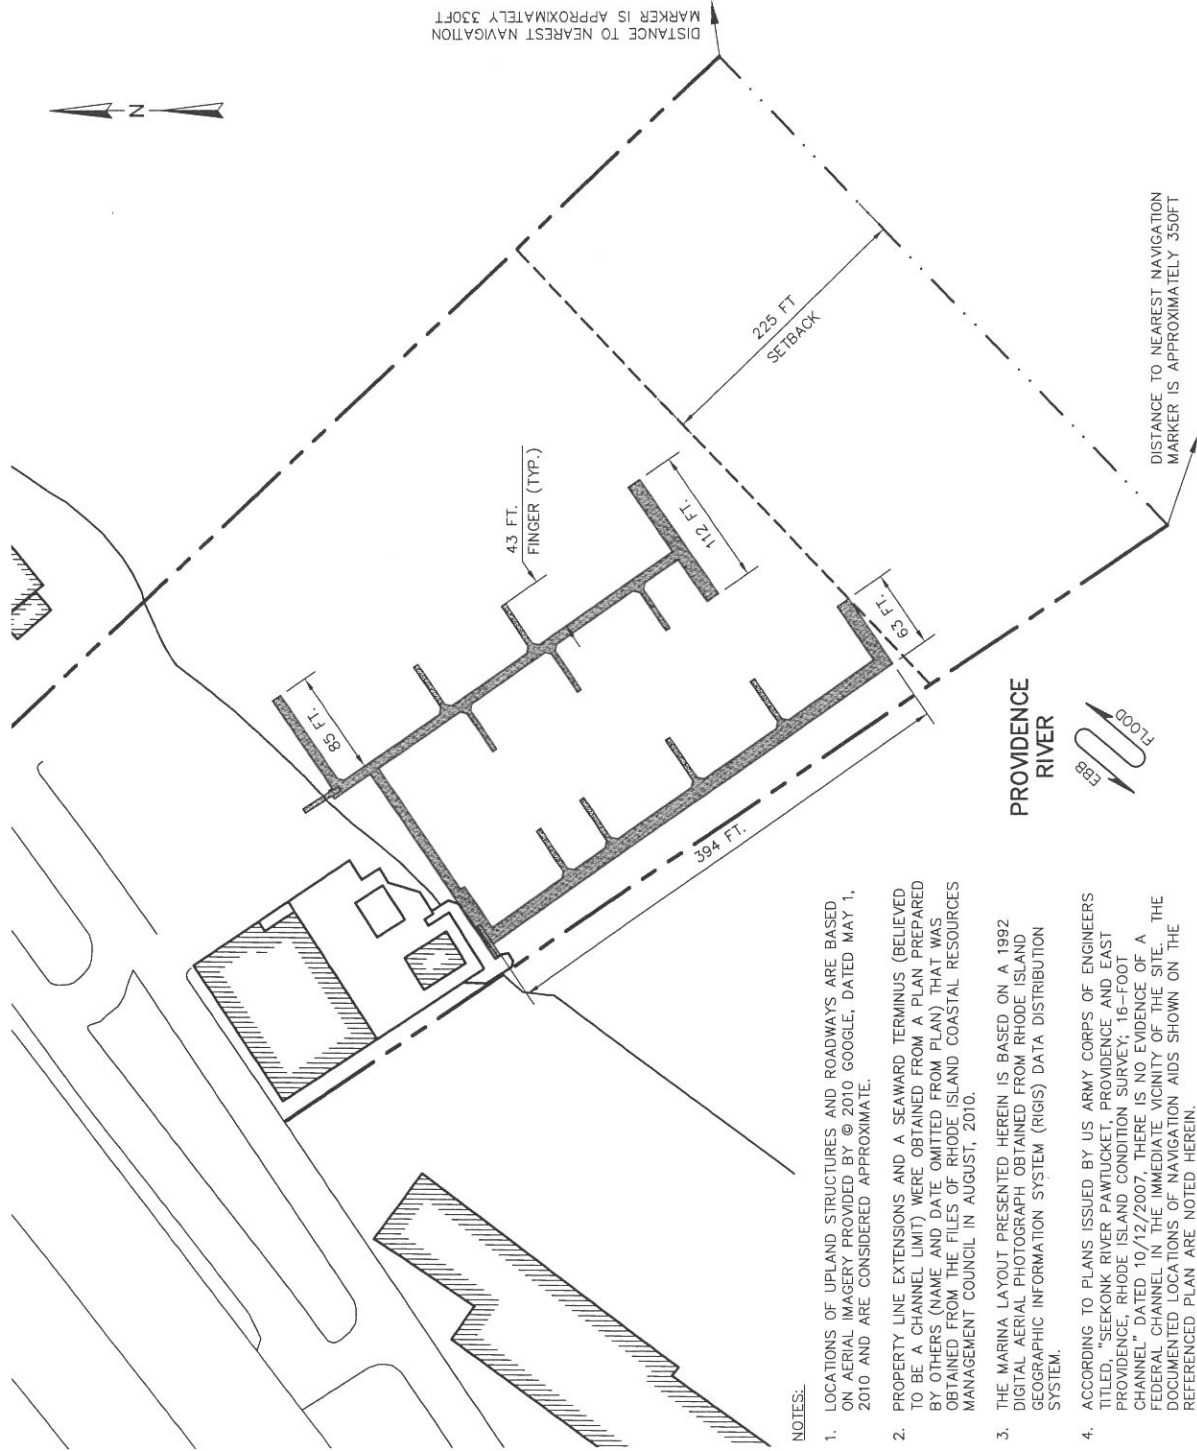 DISTANCE TO NEAREST NAVIGATION
MARKER IS APPROXIMATELY 330FT
N
225 FT
SETBACK
DISTANCE TO NEAREST NAVIGATION
MARKER IS APPROXIMATELY 350FT
43 FT.
FINGER (TYP.)
112 FT.
85 FT.
63 FT.
394 FT.
PROVIDENCE
RIVER
EBB
FLOOD
NOTES:
1. LOCATIONS OF UPLAND STRUCTURES AND ROADWAYS ARE BASED
ON AERIAL IMAGERY PROVIDED BY © 2010 GOOGLE, DATED MAY 1,
2010 AND ARE CONSIDERED APPROXIMATE.
2. PROPERTY LINE EXTENSIONS AND A SEAWARD TERMINUS (BELIEVED
TO BE A CHANNEL LIMIT) WERE OBTAINED FROM A PLAN PREPARED
BY OTHERS (NAME AND DATE OMITTED FROM PLAN) THAT WAS
OBTAINED FROM THE FILES OF RHODE ISLAND COASTAL RESOURCES
MANAGEMENT COUNCIL IN AUGUST, 2010.
3. THE MARINA LAYOUT PRESENTED HEREIN IS BASED ON A 1992
DIGITAL AERIAL PHOTOGRAPH OBTAINED FROM RHODE ISLAND
GEOGRAPHIC INFORMATION SYSTEM (RIGIS) DATA DISTRIBUTION
SYSTEM.
4. ACCORDING TO PLANS ISSUED BY US ARMY CORPS OF ENGINEERS
TITLED, "SEEKONK RIVER PAWTUCKET, PROVIDENCE AND EAST
PROVIDENCE, RHODE ISLAND CONDITION SURVEY; 16-FOOT
CHANNEL" DATED 10/12/2007, THERE IS NO EVIDENCE OF A
FEDERAL CHANNEL IN THE IMMEDIATE VICINITY OF THE SITE. THE
DOCUMENTED LOCATIONS OF NAVIGATION AIDS SHOWN ON THE
REFERENCED PLAN ARE NOTED HEREIN.